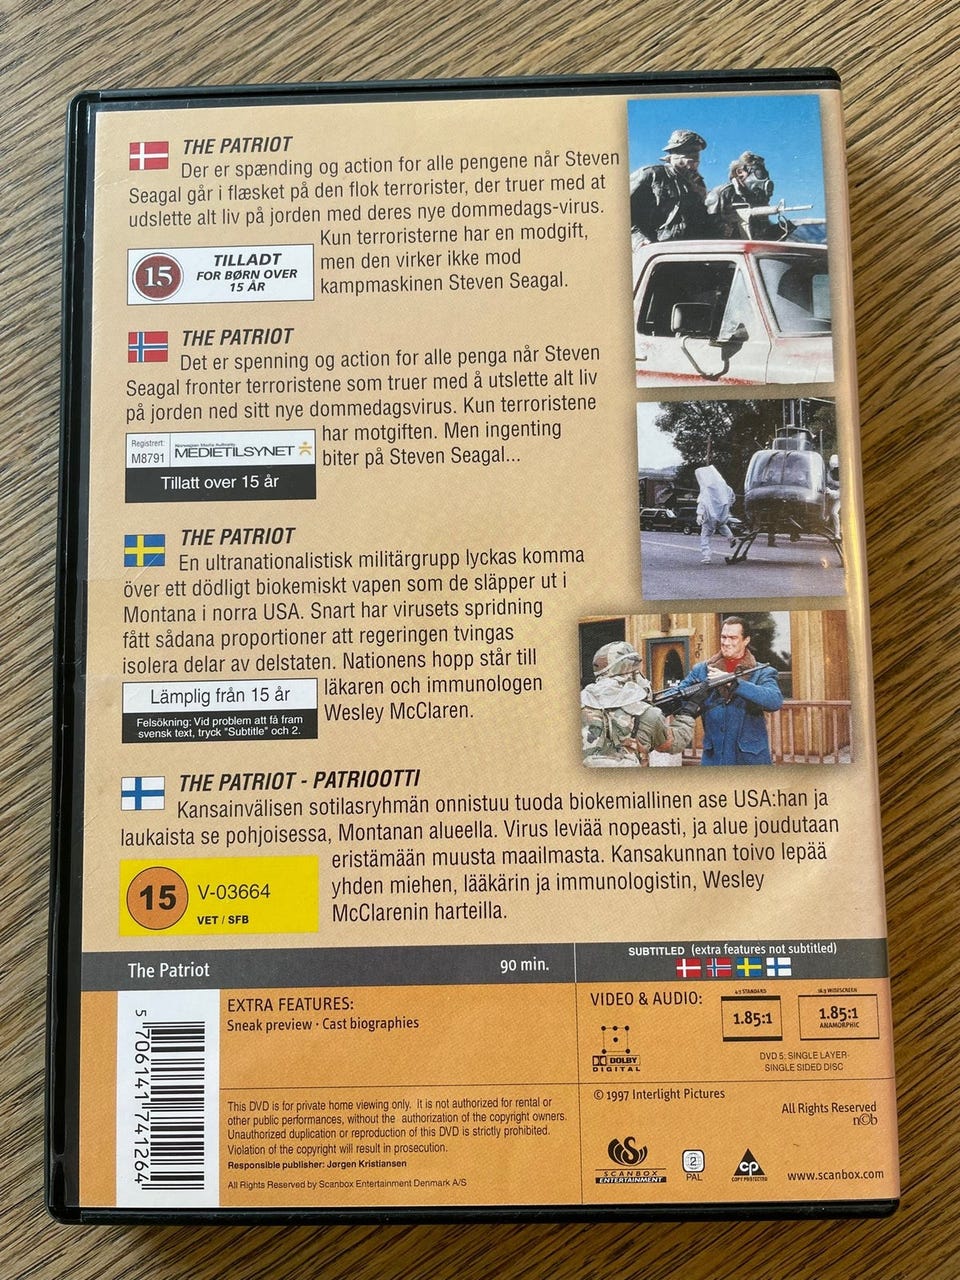 THE PATRIOT
Der er spænding og action for alle pengene når Steven
Seagal går i flæsket på den flok terrorister, der truer med at
udslette alt liv på jorden med deres nye dommedags-virus.
Kun terroristerne har en modgift,
men den virker ikke mod
kampmaskinen Steven Seagal.
15
TILLADT
FOR BØRN OVER
15 ÅR
THE PATRIOT
Det er spenning og action for alle penga når Steven
Seagal fronter terroristene som truer med å utslette alt liv
på jorden ned sitt nye dommedagsvirus. Kun terroristene
har motgiften. Men ingenting
biter på Steven Seagal...
Registrert:
M8791
Norwegian Media Authority
MEDIETILSYNET
Tillatt over 15 år
THE PATRIOT
En ultranationalistisk militärgrupp lyckas komma
över ett dödligt biokemiskt vapen som de släpper ut i
Montana i norra USA. Snart har virusets spridning
fått sådana proportioner att regeringen tvingas
isolera delar av delstaten. Nationens hopp står till
läkaren och immunologen
Wesley McClaren.
Lämplig från 15 år
Felsökning: Vid problem att få fram
svensk text, tryck "Subtitle" och 2.
THE PATRIOT - PATRIOOTTI
Kansainvälisen sotilasryhmän onnistuu tuoda biokemiallinen ase USA:han ja
laukaista se pohjoisessa, Montanan alueella. Virus leviää nopeasti, ja alue joudutaan
eristämään muusta maailmasta. Kansakunnan toivo lepää
yhden miehen, lääkärin ja immunologistin, Wesley
McClarenin harteilla.
15
V-03664
VET / SFB
The Patriot
90 min.
SUBTITLED (extra features not subtitled)
5 706141 741264
EXTRA FEATURES:
Sneak preview · Cast biographies
VIDEO & AUDIO:
DOLBY
DIGITAL
4:3 STANDARD
1.85:1
16:9 WIDESCREEN
1.85:1
ANAMORPHIC
DVD 5: SINGLE LAYER-
SINGLE SIDED DISC
This DVD is for private home viewing only. It is not authorized for rental or
other public performances, without the authorization of the copyright owners.
Unauthorized duplication or reproduction of this DVD is strictly prohibited.
Violation of the copyright will result in prosecution.
Responsible publisher: Jørgen Kristiansen
All Rights Reserved by Scanbox Entertainment Denmark A/S
© 1997 Interlight Pictures
All Rights Reserved
n©b
SCANBOX
ENTERTAINMENT
2
PAL
CP
COPY PROTECTED
www.scanbox.com